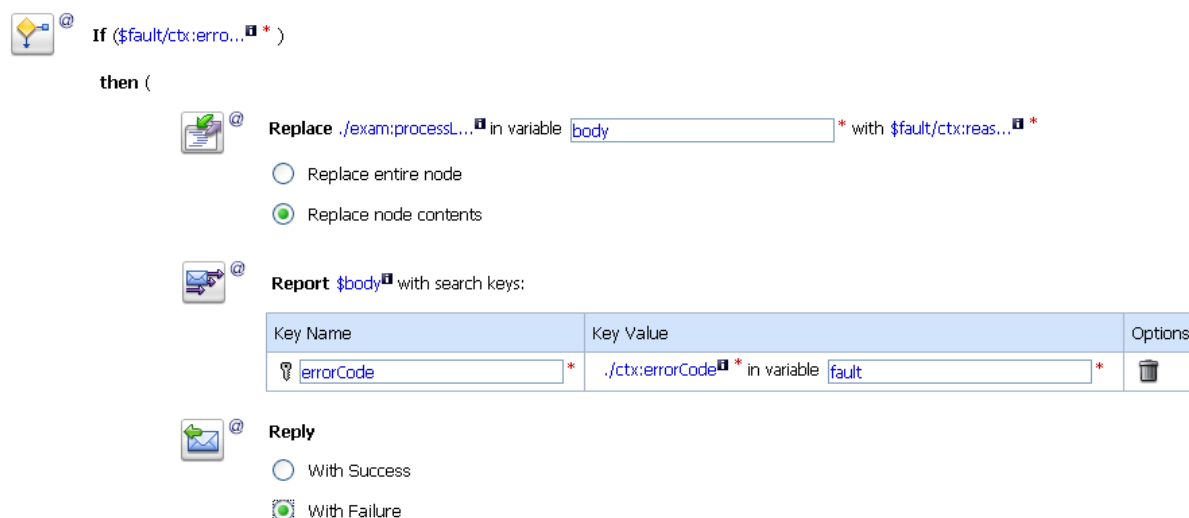 @ If ($fault/ctx:erro... * )
then (
@ Replace ./exam:processL... in variable body * with $fault/ctx:reas... *
Replace entire node
Replace node contents
@ Report $body with search keys:
Key Name Key Value Options
errorCode * ./ctx:errorCode * in variable fault *
@ Reply
With Success
With Failure